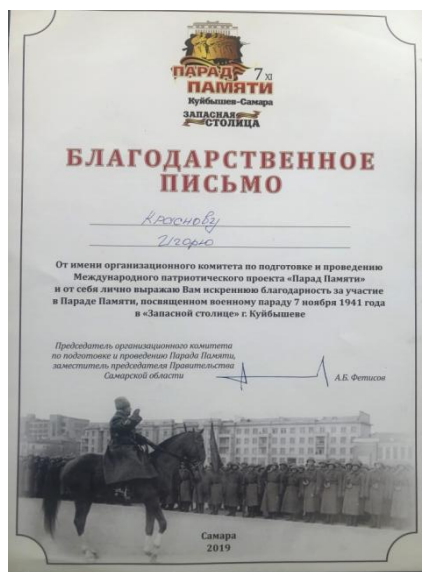 ПАРАД 7 XI
ПАМЯТИ
Куйбышев-Самара
ЗАПАСНАЯ
СТОЛИЦА
БЛАГОДАРСТВЕННОЕ
ПИСЬМО
Краснову
Игорю
От имени организационного комитета по подготовке и проведению
Международного патриотического проекта «Парад Памяти»
и от себя лично выражаю Вам искреннюю благодарность за участие
в Параде Памяти, посвященном военному параду 7 ноября 1941 года
в «Запасной столице» г. Куйбышеве
Председатель организационного комитета
по подготовке и проведению Парада Памяти,
заместитель председателя Правительства
Самарской области
А.Б. Фетисов
Самара
2019